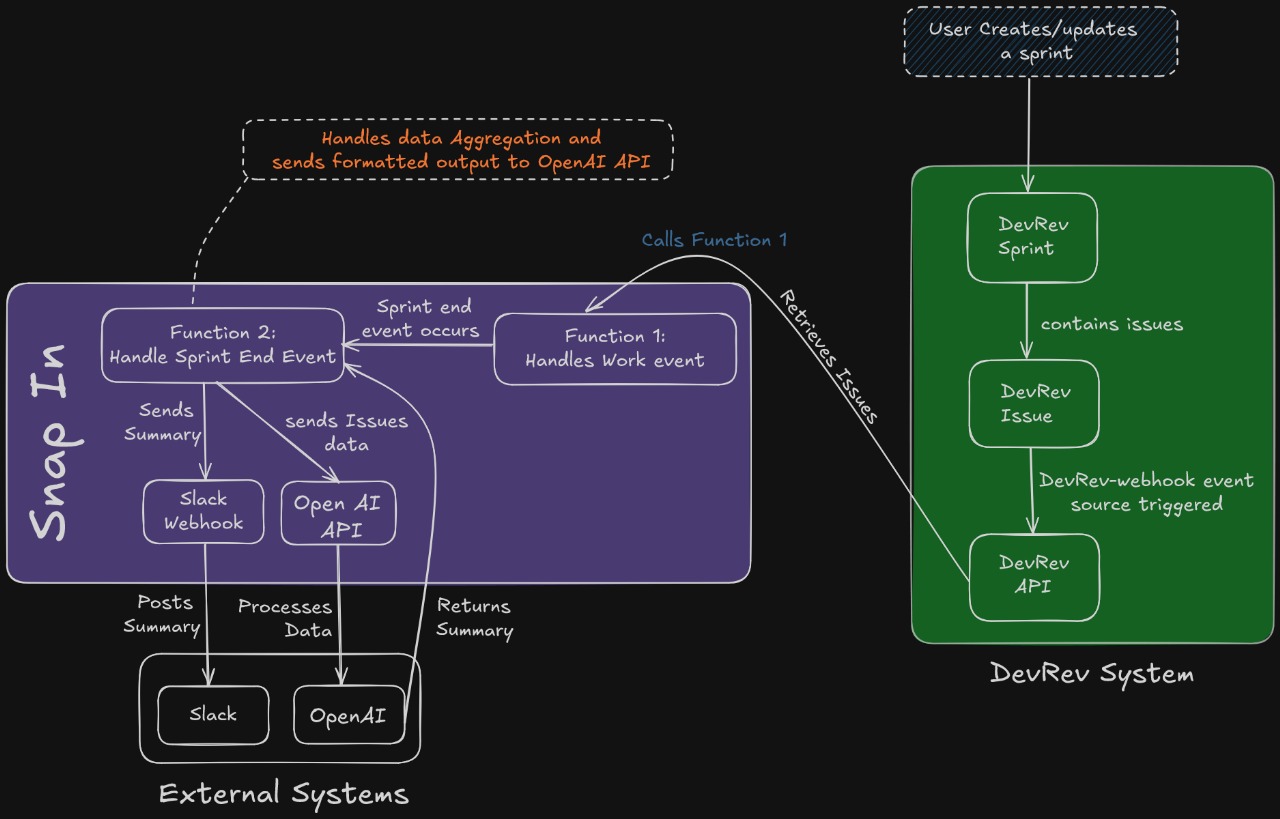 User Creates/updates
a sprint
Handles data Aggregation and
sends formatted output to OpenAI API
DevRev
Sprint
Calls Function 1
Retrieves Issues
contains issues
Snap In
Function 2:
Handle Sprint End Event
Sprint end
event occurs
Function 1:
Handles Work event
DevRev
Issue
Sends
Summary
sends Issues
data
DevRev-webhook event
source triggered
Slack
Webhook
Open AI
API
DevRev
API
Posts
Summary
Processes
Data
Returns
Summary
DevRev System
Slack
OpenAI
External Systems